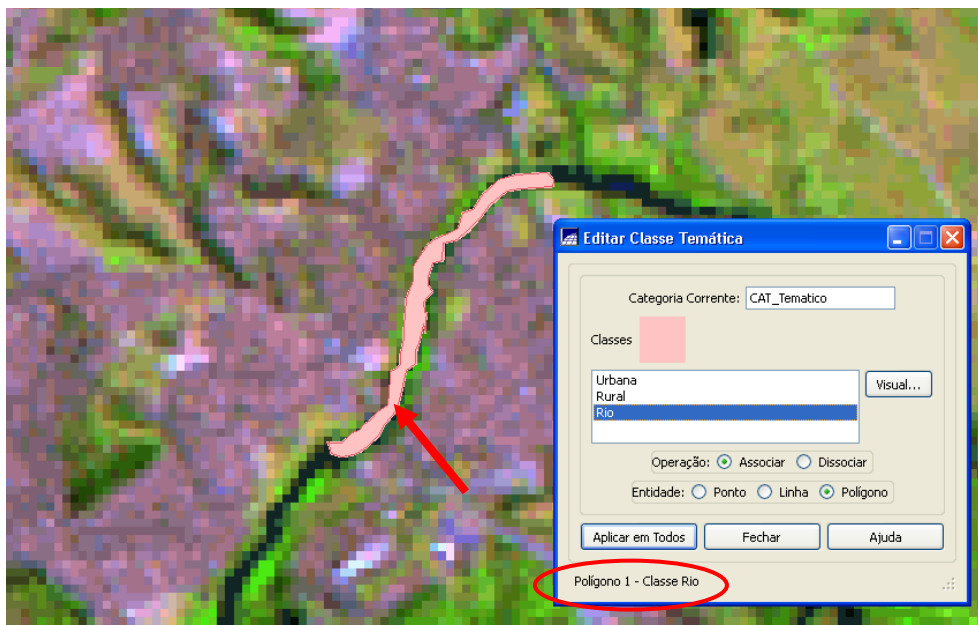 Editar Classe Temática
Categoria Corrente: CAT_Tematico
Classes
Urbana
Rural
Rio
Visual...
Operação: Associar Dissociar
Entidade: Ponto Linha Polígono
Aplicar em Todos Fechar Ajuda
Polígono 1 - Classe Rio